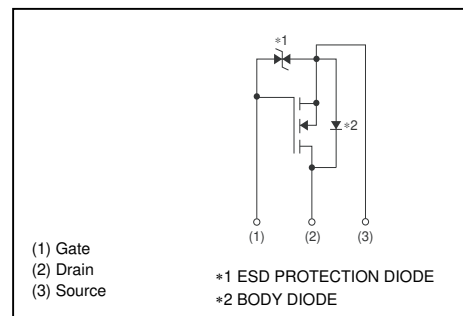 ∗1
∗2
(1) (2) (3)
(1) Gate
(2) Drain
(3) Source
∗1 ESD PROTECTION DIODE
∗2 BODY DIODE